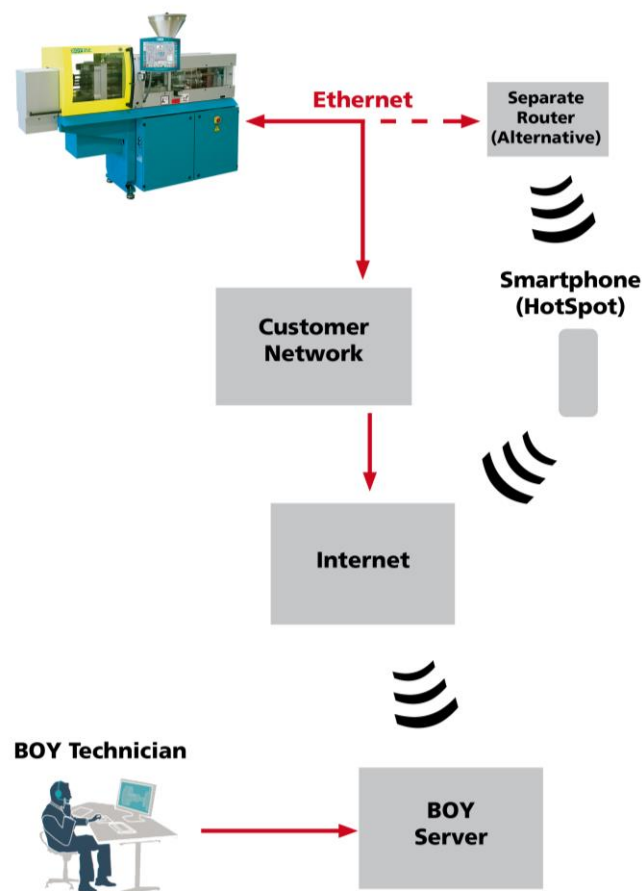 Ethernet
Separate
Router
(Alternative)
Smartphone
(HotSpot)
Customer
Network
Internet
BOY Technician
BOY
Server